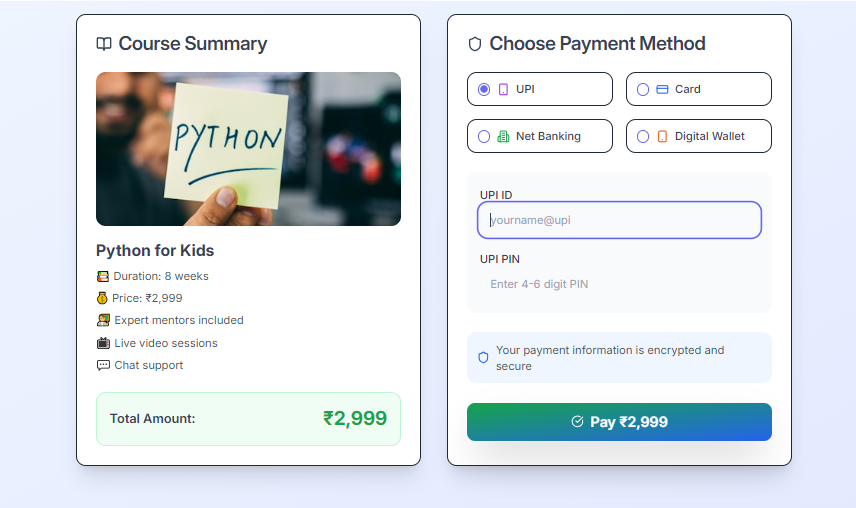 Course Summary
PYTHON
Python for Kids
Duration: 8 weeks
Price: ₹2,999
Expert mentors included
Live video sessions
Chat support
Total Amount: ₹2,999
Choose Payment Method
UPI
Card
Net Banking
Digital Wallet
UPI ID
yourname@upi
UPI PIN
Enter 4-6 digit PIN
Your payment information is encrypted and
secure
Pay ₹2,999